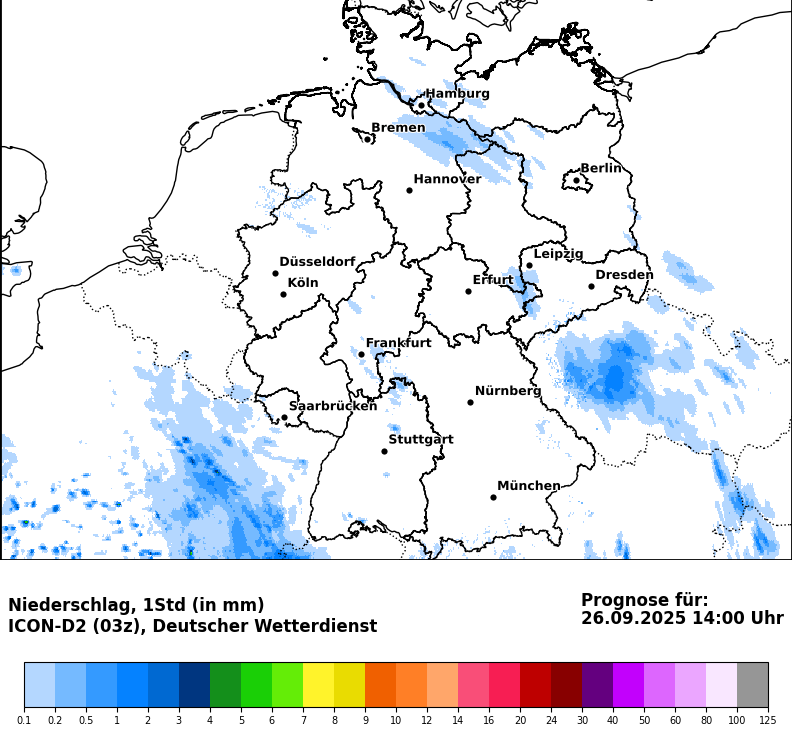 Hamburg
Bremen
Berlin
Hannover
Leipzig
Düsseldorf
Dresden
Köln
Erfurt
Frankfurt
Nürnberg
Saarbrücken
Stuttgart
München
Niederschlag, 1Std (in mm)
ICON-D2 (03z), Deutscher Wetterdienst
Prognose für:
26.09.2025 14:00 Uhr
0.1 0.2 0.5 1 2 3 4 5 6 7 8 9 10 12 14 16 20 24 30 40 50 60 80 100 125